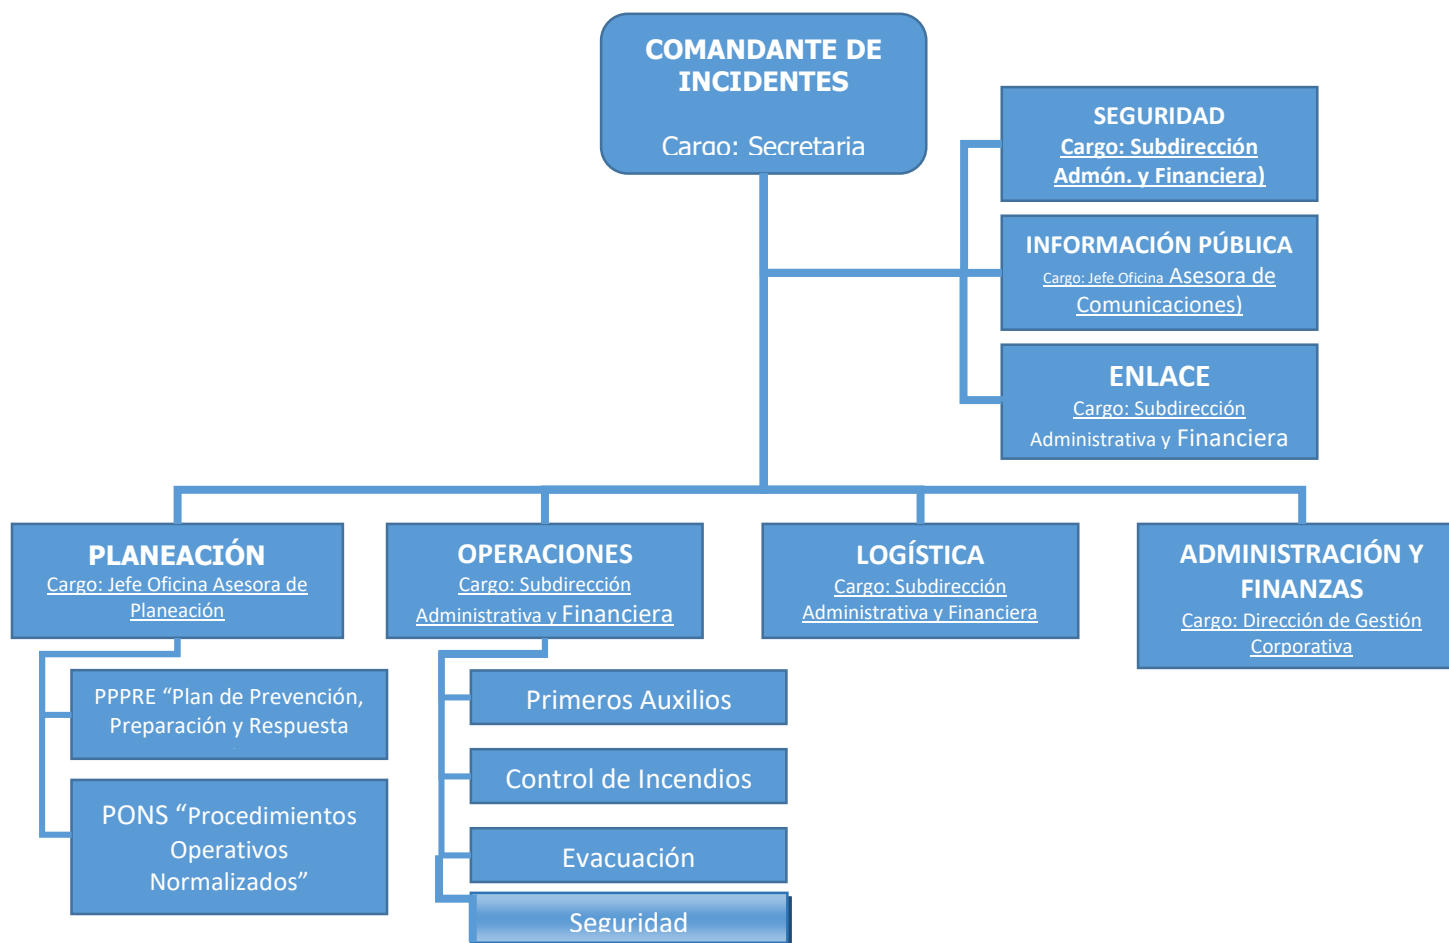 COMANDANTE DE
INCIDENTES
Cargo: Secretaria
SEGURIDAD
Cargo: Subdirección
Admón. y Financiera)
INFORMACIÓN PÚBLICA
Cargo: Jefe Oficina Asesora de
Comunicaciones)
ENLACE
Cargo: Subdirección
Administrativa y Financiera
PLANEACIÓN
Cargo: Jefe Oficina Asesora de
Planeación
OPERACIONES
Cargo: Subdirección
Administrativa y Financiera
LOGÍSTICA
Cargo: Subdirección
Administrativa y Financiera
ADMINISTRACIÓN Y
FINANZAS
Cargo: Dirección de Gestión
Corporativa
PPPRE “Plan de Prevención,
Preparación y Respuesta
PONS “Procedimientos
Operativos
Normalizados”
Primeros Auxilios
Control de Incendios
Evacuación
Seguridad